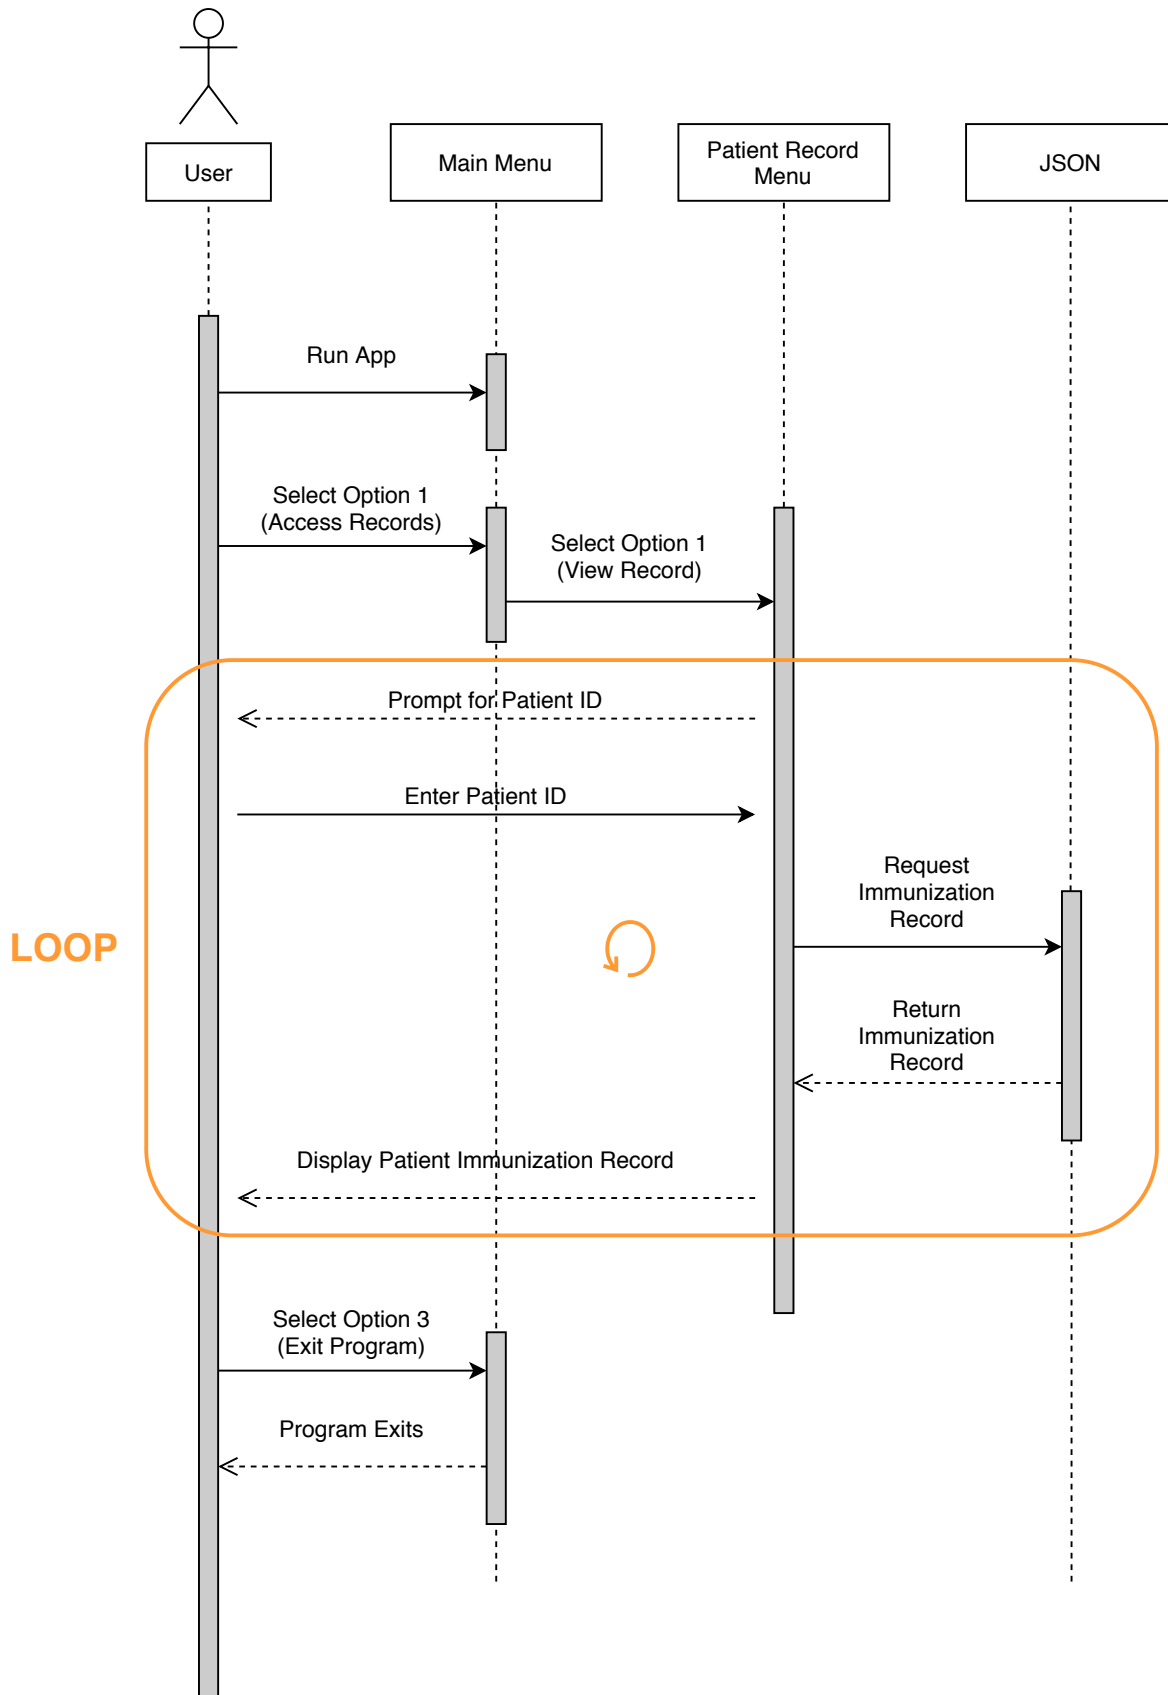 User
Main Menu
Patient Record
Menu
JSON
Run App
Select Option 1
(Access Records)
Select Option 1
(View Record)
Prompt for Patient ID
Enter Patient ID
Request
Immunization
Record
LOOP
Return
Immunization
Record
Display Patient Immunization Record
Select Option 3
(Exit Program)
Program Exits